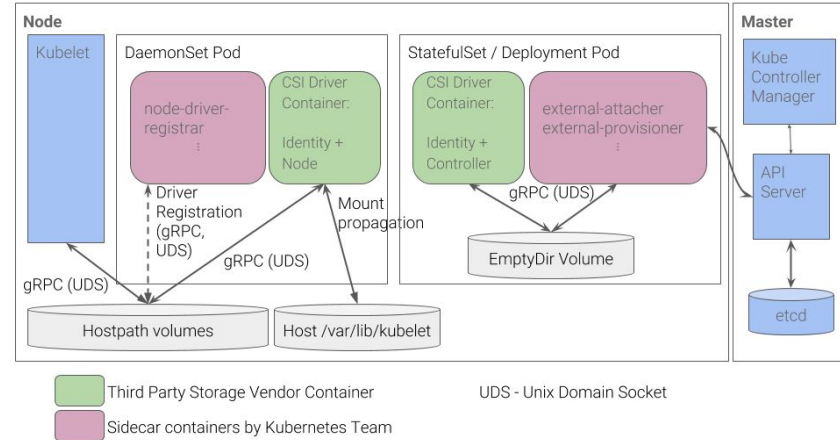 Node
Kubelet
DaemonSet Pod
node-driver-
registrar
⋮
CSI Driver
Container:
Identity +
Node
StatefulSet / Deployment Pod
CSI Driver
Container:
Identity +
Controller
external-attacher
external-provisioner
⋮
Master
Kube
Controller
Manager
API
Server
etcd
Driver
Registration
(gRPC,
UDS)
gRPC (UDS)
gRPC (UDS)
Mount
propagation
gRPC (UDS)
EmptyDir Volume
Hostpath volumes
Host /var/lib/kubelet
Third Party Storage Vendor Container
UDS - Unix Domain Socket
Sidecar containers by Kubernetes Team